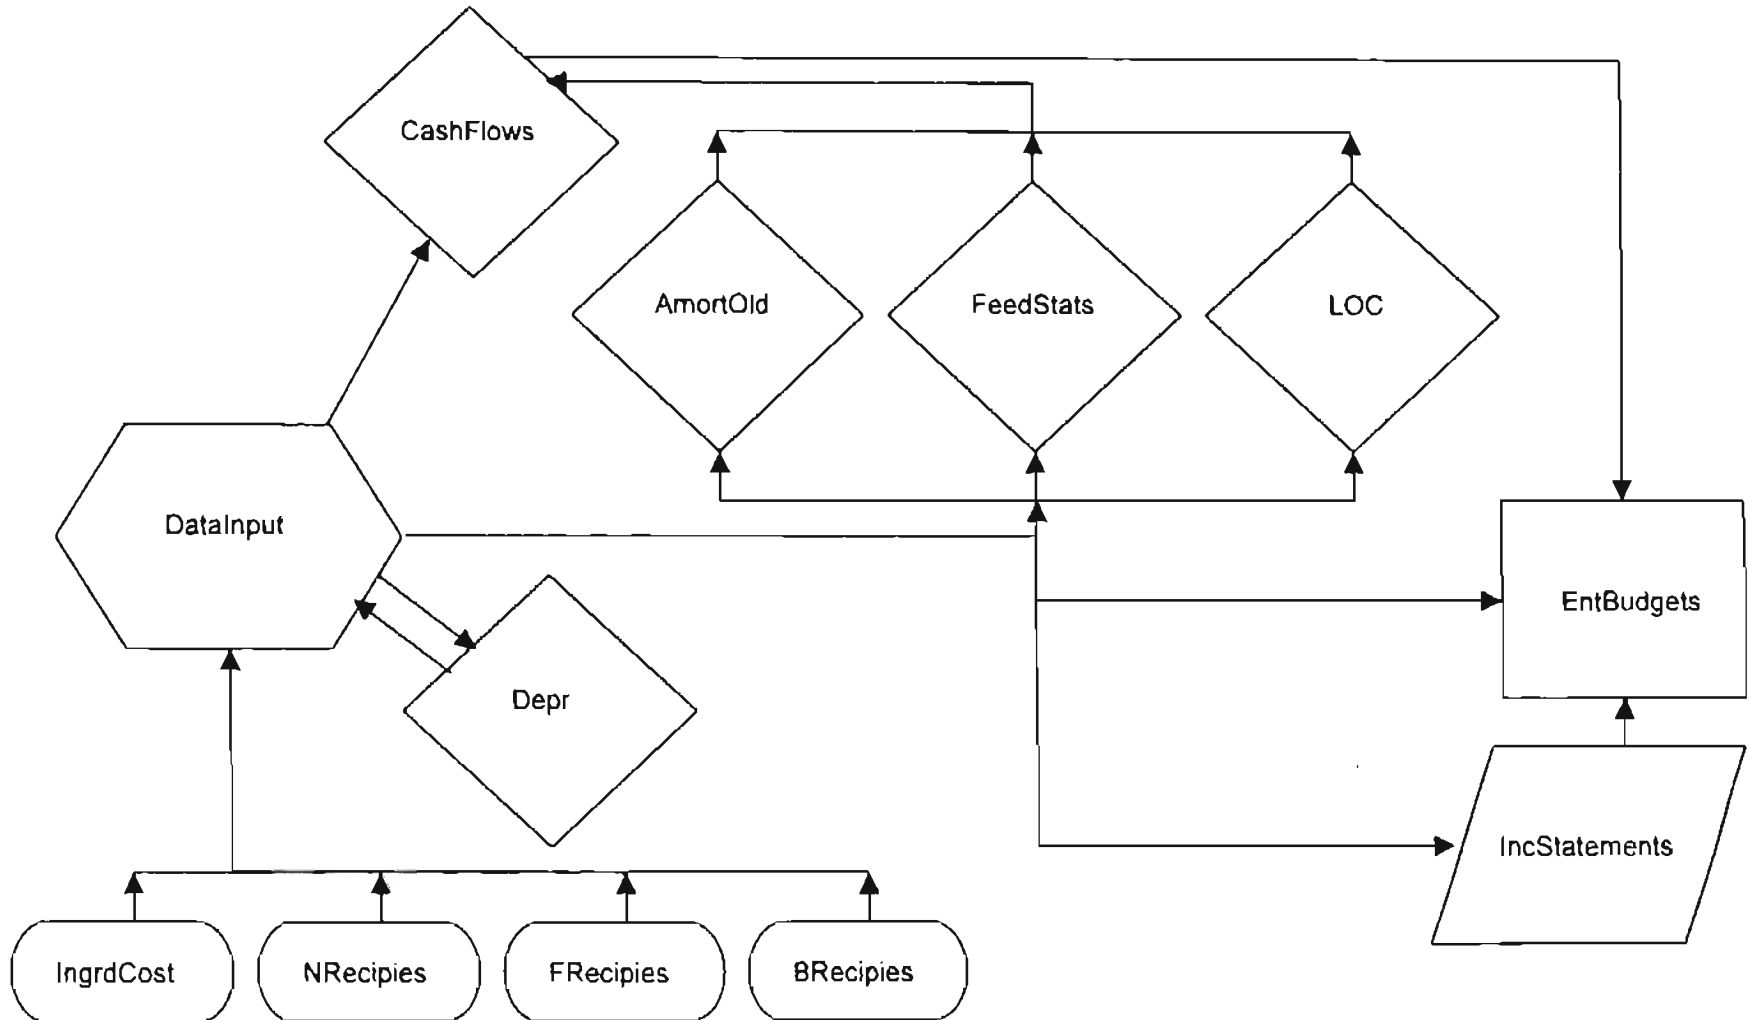 CashFlows
AmortOld
FeedStats
LOC
DataInput
EntBudgets
Depr
IncStatements
IngrdCost
NRecipies
FRecipies
BRecipies